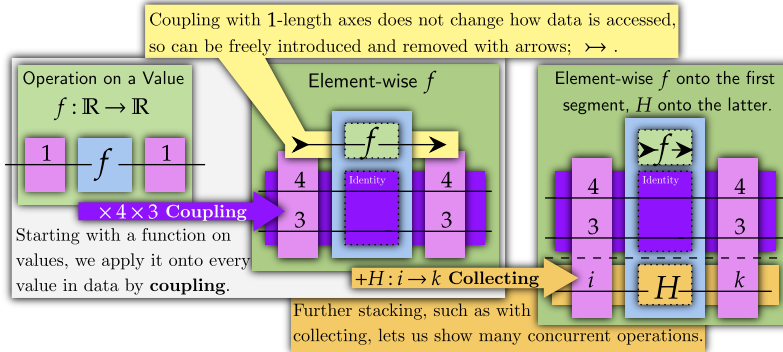 Coupling with 1-length axes does not change how data is accessed,
so can be freely introduced and removed with arrows; ↣ .
Operation on a Value
f : ℝ → ℝ
1 f 1
×4×3 Coupling
Starting with a function on
values, we apply it onto every
value in data by coupling.
Element-wise f
f
4 Identity 4
3 3
+H : i → k Collecting
Further stacking, such as with
collecting, lets us show many concurrent operations.
Element-wise f onto the first
segment, H onto the latter.
f
4 Identity 4
3 3
i H k